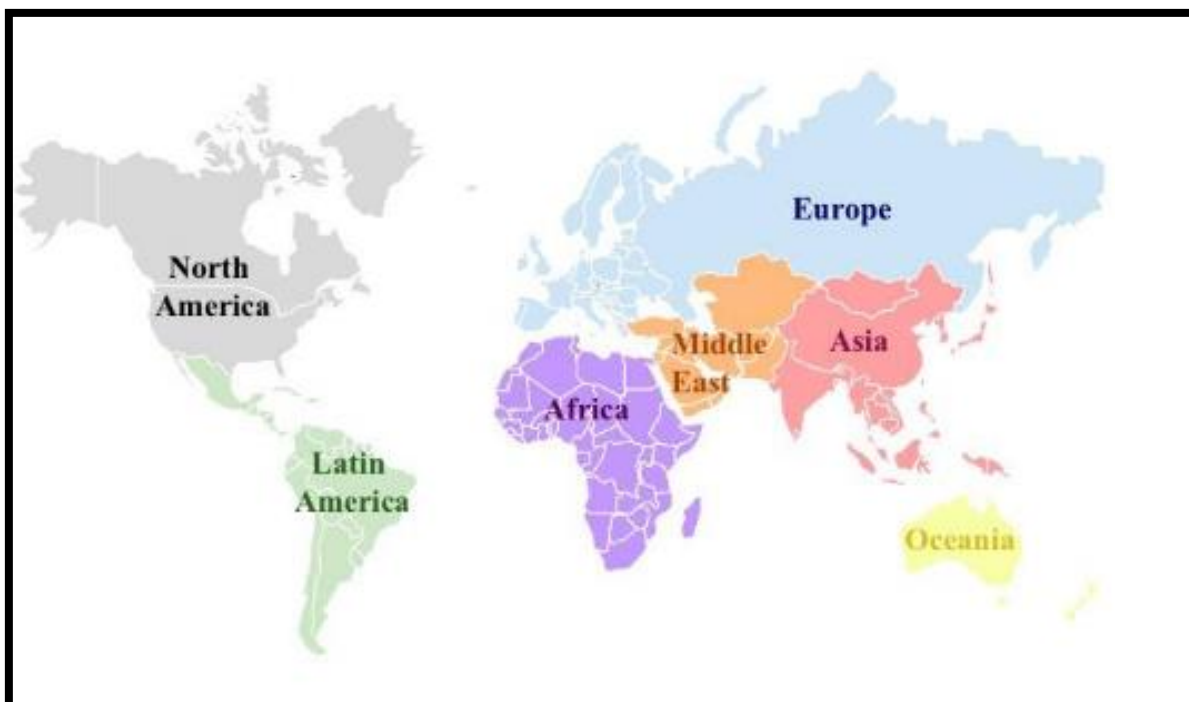 Europe
North
America
Middle
East
Asia
Africa
Latin
America
Oceania